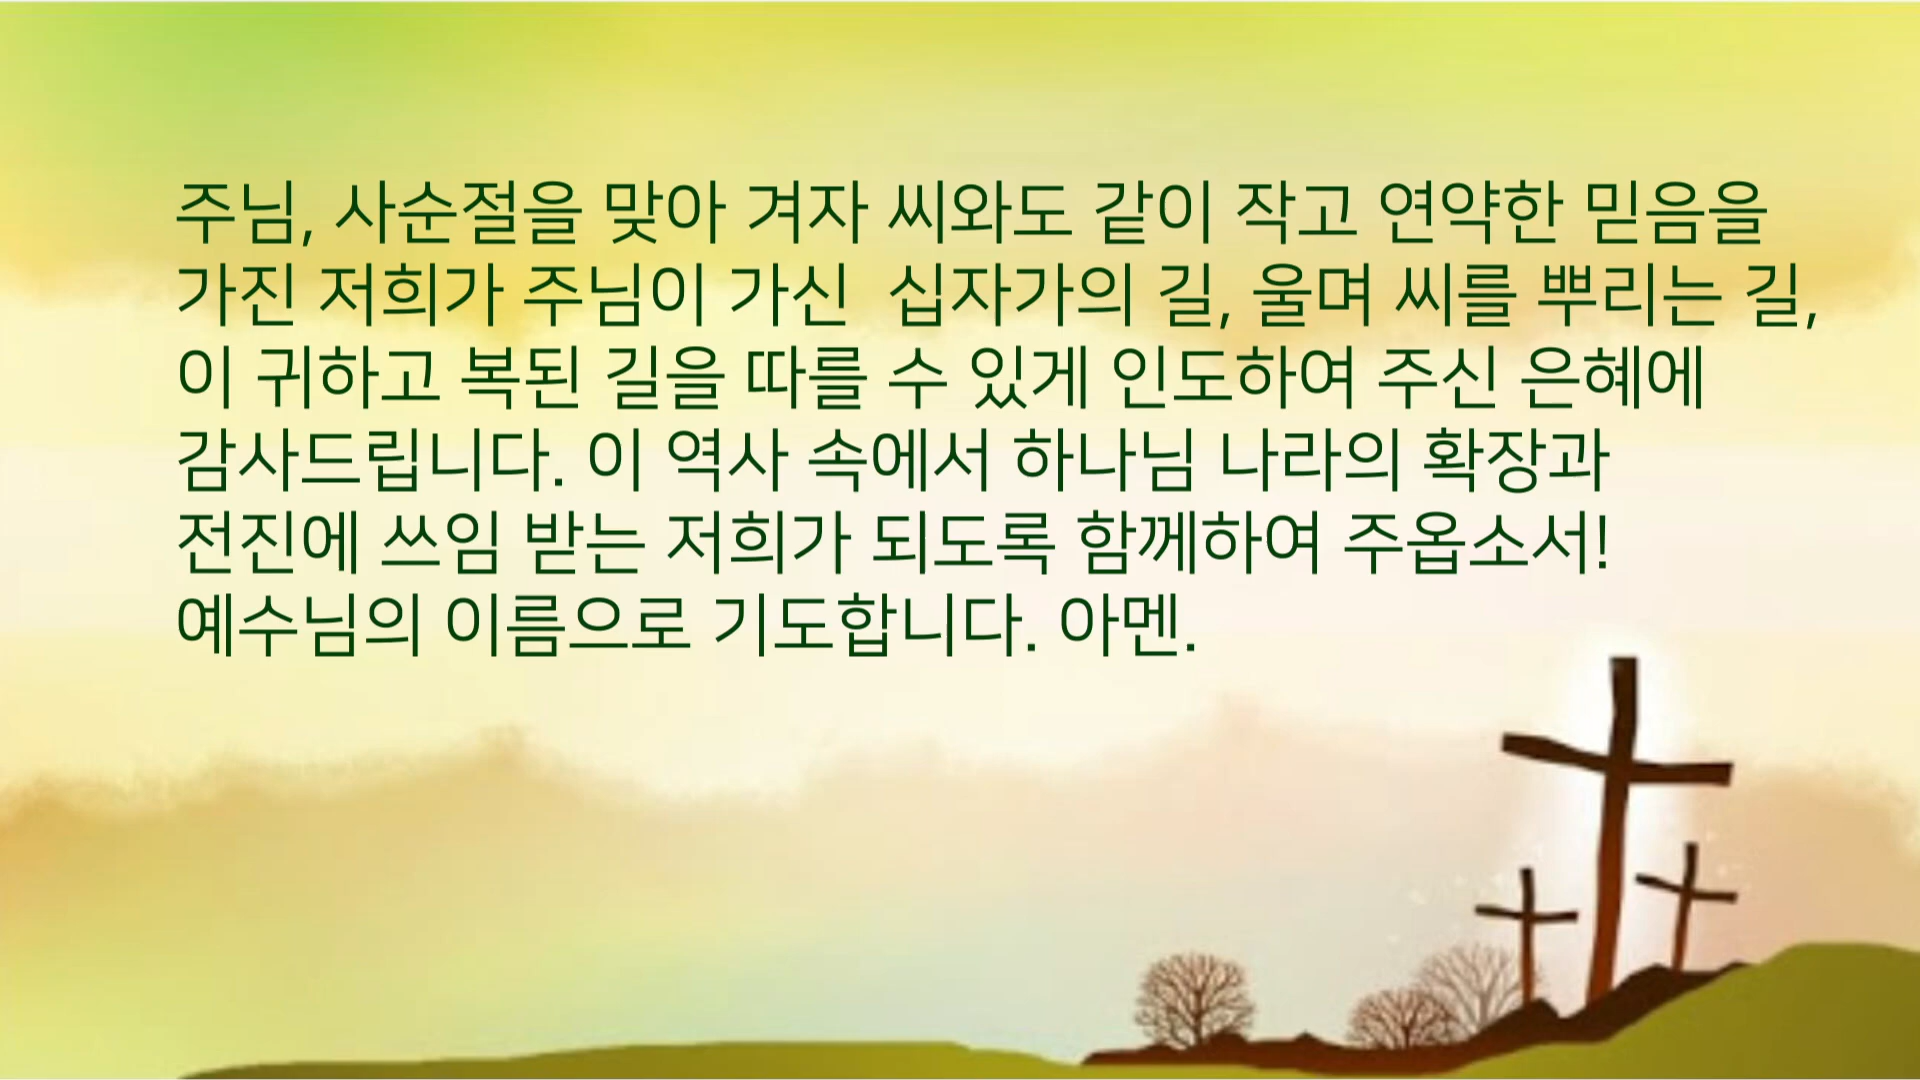 주님, 사순절을 맞아 겨자 씨와도 같이 작고 연약한 믿음을
가진 저희가 주님이 가신  십자가의 길, 울며 씨를 뿌리는 길,
이 귀하고 복된 길을 따를 수 있게 인도하여 주신 은혜에
감사드립니다. 이 역사 속에서 하나님 나라의 확장과
전진에 쓰임 받는 저희가 되도록 함께하여 주옵소서!
예수님의 이름으로 기도합니다. 아멘.